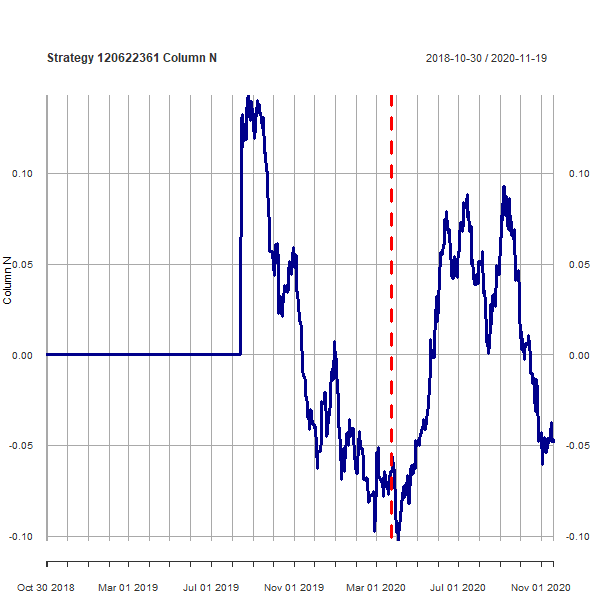 Strategy 120622361 Column N
2018-10-30 / 2020-11-19
0.10
0.10
0.05
0.05
Column N
0.00
0.00
-0.05
-0.05
-0.10
-0.10
Oct 30 2018
Mar 01 2019
Jul 01 2019
Nov 01 2019
Mar 01 2020
Jul 01 2020
Nov 01 2020